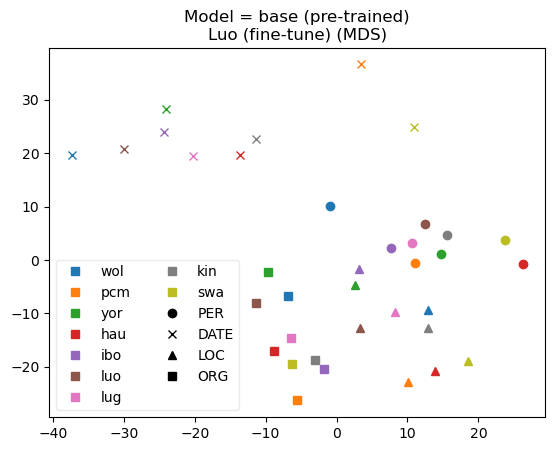 Model = base (pre-trained)
Luo (fine-tune) (MDS)
30
20
10
0
−10
−20
wol
pcm
yor
hau
ibo
luo
lug
kin
swa
PER
DATE
LOC
ORG
−40
−30
−20
−10
0
10
20